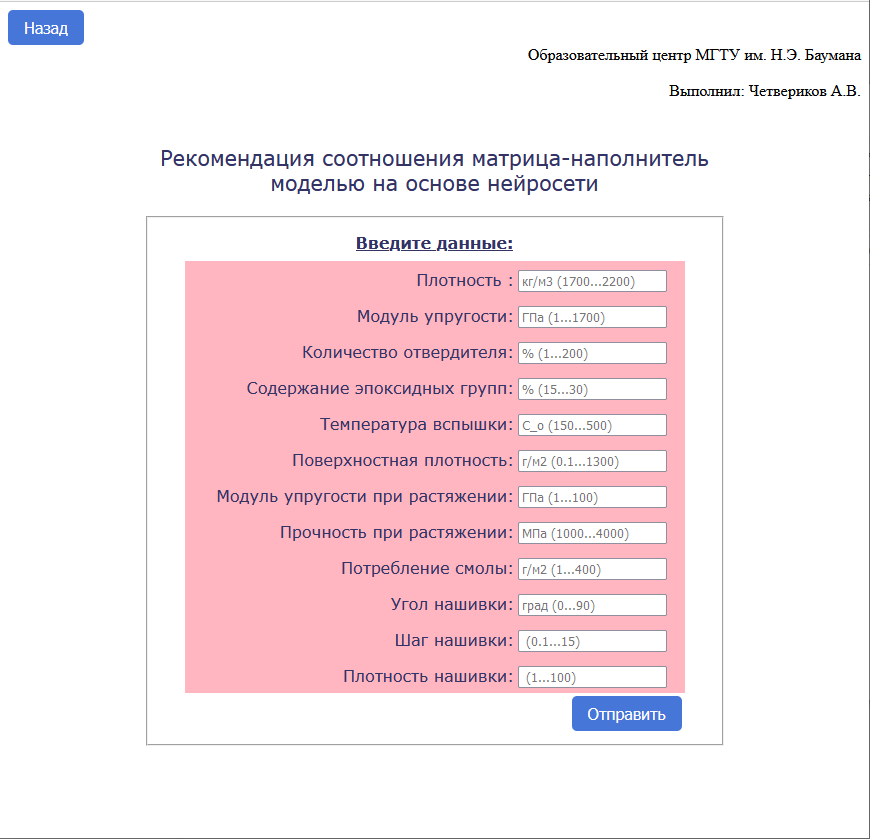 Назад
Образовательный центр МГТУ им. Н.Э. Баумана
Выполнил: Четвериков А.В.
Рекомендация соотношения матрица-наполнитель
моделью на основе нейросети
Введите данные:
Плотность : кг/м3 (1700...2200)
Модуль упругости: ГПа (1...1700)
Количество отвердителя: % (1...200)
Содержание эпоксидных групп: % (15...30)
Температура вспышки: С_о (150...500)
Поверхностная плотность: г/м2 (0.1...1300)
Модуль упругости при растяжении: ГПа (1...100)
Прочность при растяжении: МПа (1000...4000)
Потребление смолы: г/м2 (1...400)
Угол нашивки: град (0...90)
Шаг нашивки: (0.1...15)
Плотность нашивки: (1...100)
Отправить